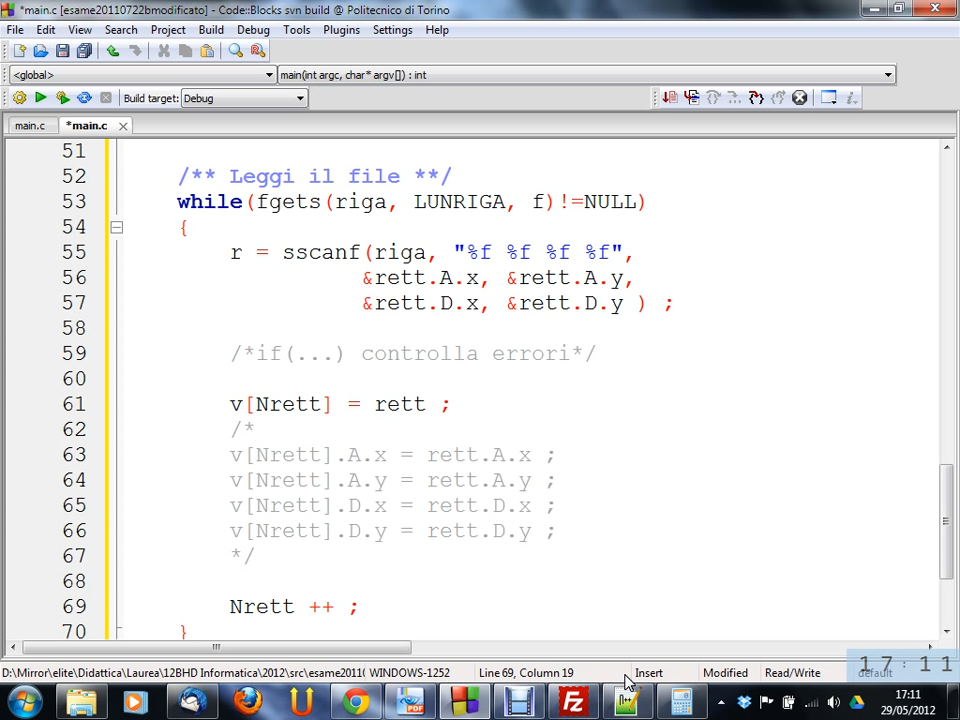 *main.c [esame20110722bmodificato] - Code::Blocks svn build @ Politecnico di Torino
File Edit View Search Project Build Debug Tools Plugins Settings Help
<global> main(int argc, char* argv[]) : int
Build target: Debug
main.c *main.c
51
52 /** Leggi il file **/
53 while(fgets(riga, LUNRIGA, f)!=NULL)
54 {
55 r = sscanf(riga, "%f %f %f %f",
56 &rett.A.x, &rett.A.y,
57 &rett.D.x, &rett.D.y ) ;
58
59 /*if(...) controlla errori*/
60
61 v[Nrett] = rett ;
62 /*
63 v[Nrett].A.x = rett.A.x ;
64 v[Nrett].A.y = rett.A.y ;
65 v[Nrett].D.x = rett.D.x ;
66 v[Nrett].D.y = rett.D.y ;
67 */
68
69 Nrett ++ ;
70 }
17:11
D:\Mirror\elite\Didattica\Laurea\12BHD Informatica\2012\src\esame2011( WINDOWS-1252 Line 69, Column 19 Insert Modified Read/Write default
17:11
29/05/2012